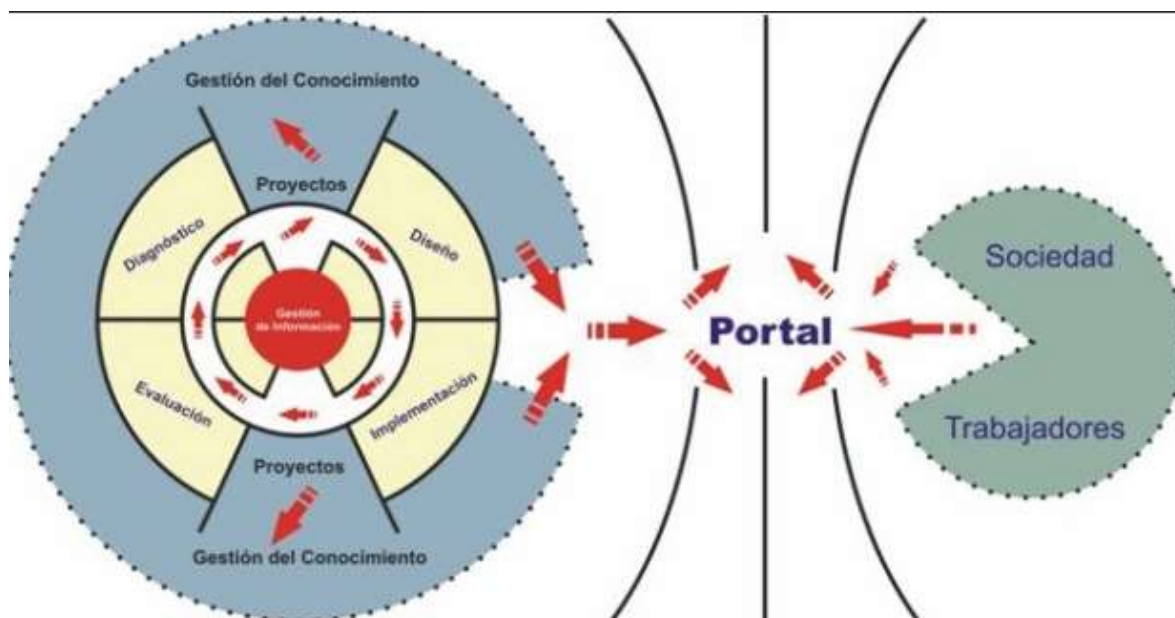 Gestión del Conocimiento
Proyectos
Diagnóstico
Diseño
Gestión
de Información
Evaluación
Implementación
Proyectos
Gestión del Conocimiento
Portal
Sociedad
Trabajadores